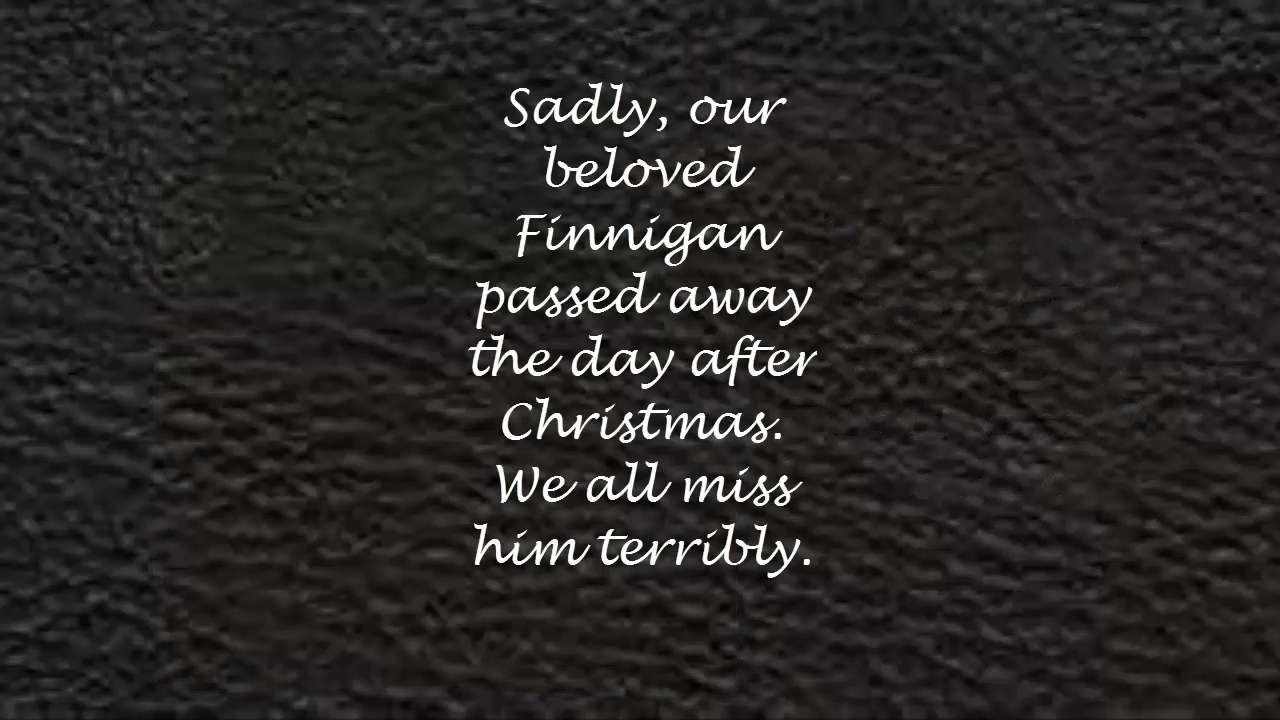 Sadly, our
beloved
Finnigan
passed away
the day after
Christmas.
We all miss
him terribly.